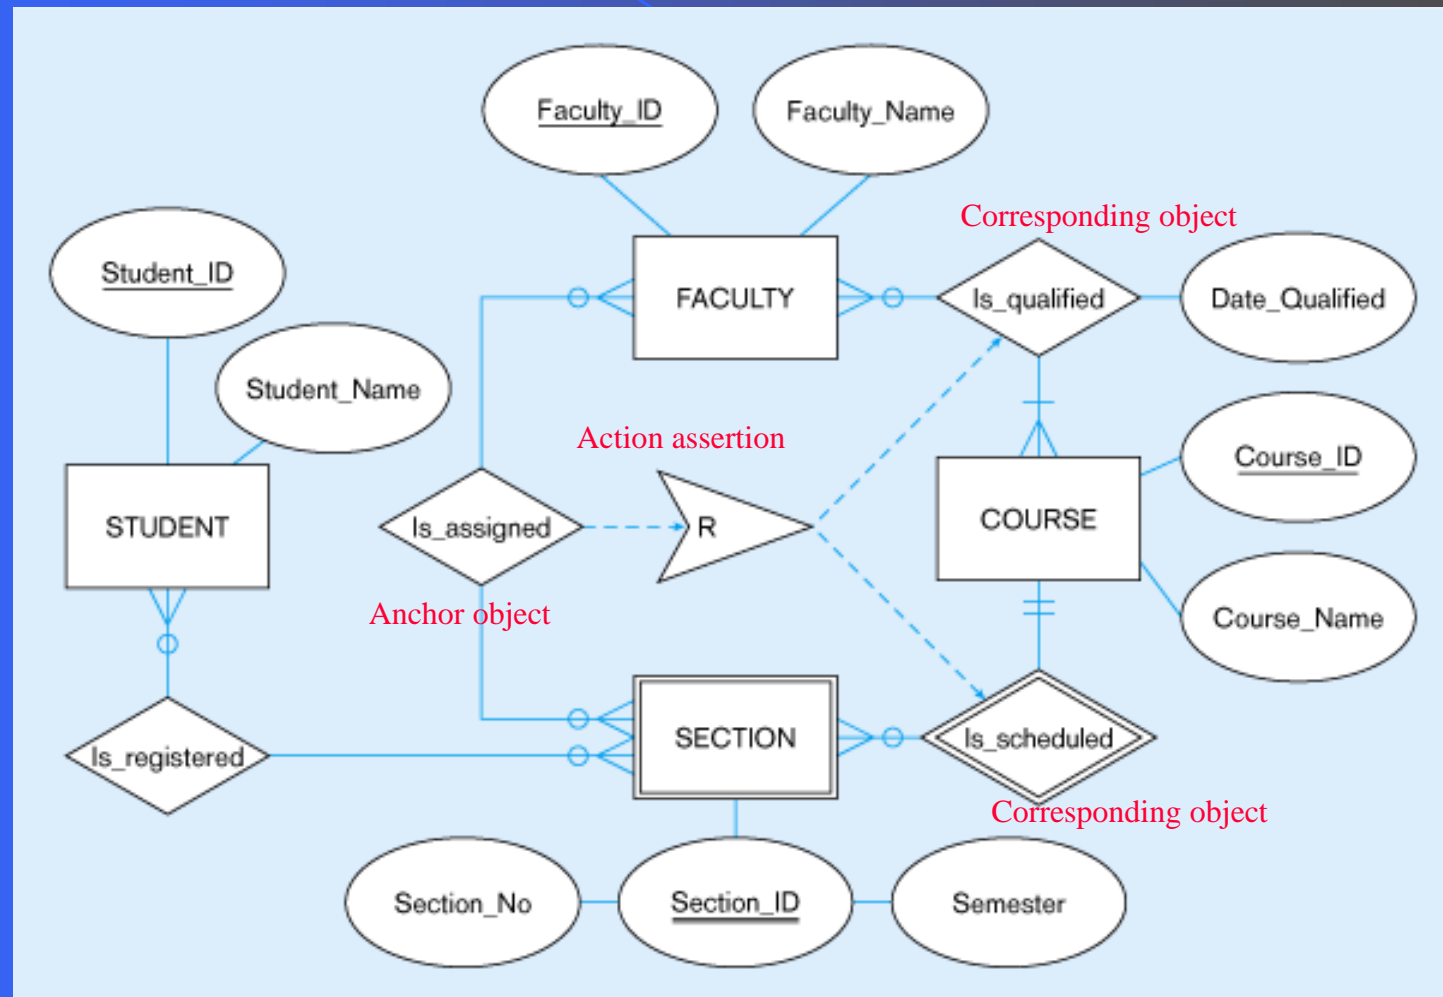 Faculty_ID
Faculty_Name
Corresponding object
Student_ID
FACULTY
Is_qualified
Date_Qualified
Student_Name
Action assertion
Course_ID
STUDENT
Is_assigned
R
COURSE
Anchor object
Course_Name
Is_registered
SECTION
Is_scheduled
Corresponding object
Section_No
Section_ID
Semester